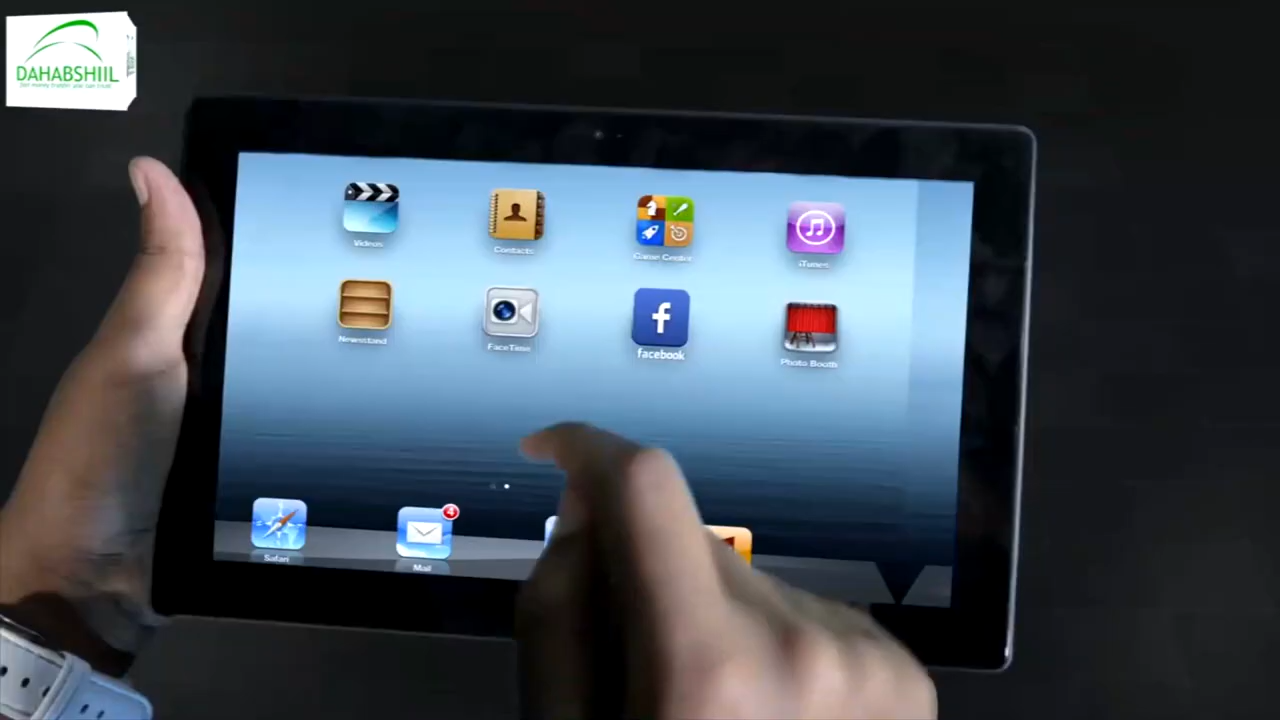 DAHABSHIIL
Videos
Contacts
Game Center
iTunes
Newsstand
FaceTime
facebook
Photo Booth
4
Safari
Mail